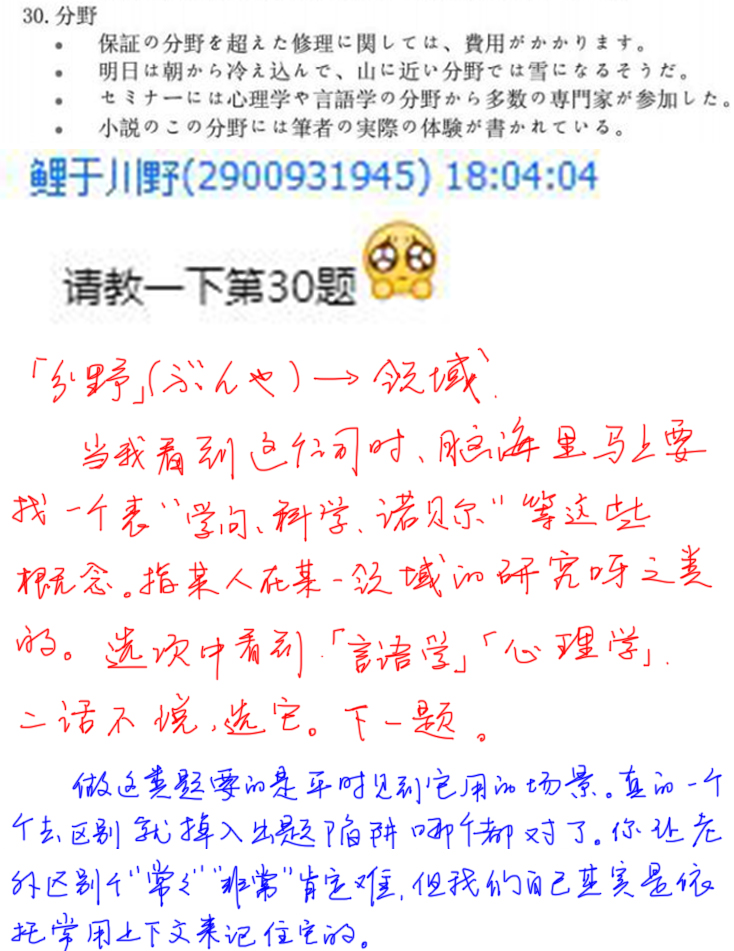 30. 分野
• 保証の分野を超えた修理に関しては、費用がかかります。
• 明日は朝から冷え込んで、山に近い分野では雪になるそうだ。
• セミナーには心理学や言語学の分野から多数の専門家が参加した。
• 小説のこの分野には筆者の実際の体験が書かれている。
鲤于川野(2900931945) 18:04:04
请教一下第30题
「分野」(ぶんや)→领域.
当我看到这个词时、脑海里马上要
找一个表“学问、科学、诺贝尔”等这些
概念。指某人在某一领域的研究呀之类
的。选项中看到.「言語学」「心理学」.
二话不说,选它。下一题。
做这类题要的是平时见到它用的场景。真的一个
个去区别就掉入出题陷阱哪个都对了。你让老
外区别个“常常”“非常”肯定难,但我们自己其实是依
托常用上下文来记住它的。